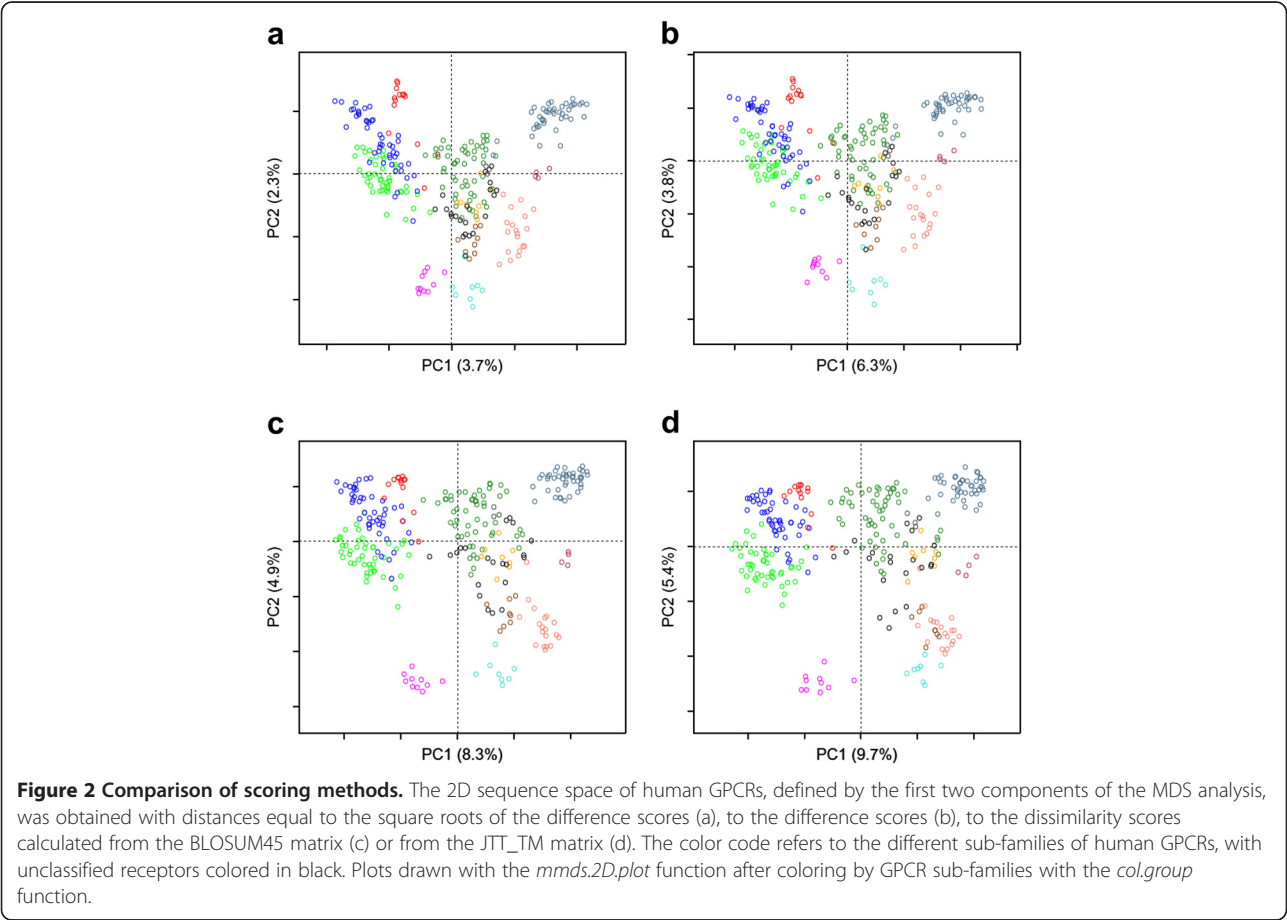 a
b
PC2 (2.3%)
PC2 (3.8%)
PC1 (3.7%)
PC1 (6.3%)
c
d
PC2 (4.9%)
PC2 (5.4%)
PC1 (8.3%)
PC1 (9.7%)
Figure 2 Comparison of scoring methods. The 2D sequence space of human GPCRs, defined by the first two components of the MDS analysis,
was obtained with distances equal to the square roots of the difference scores (a), to the difference scores (b), to the dissimilarity scores
calculated from the BLOSUM45 matrix (c) or from the JTT_TM matrix (d). The color code refers to the different sub-families of human GPCRs, with
unclassified receptors colored in black. Plots drawn with the mmds.2D.plot function after coloring by GPCR sub-families with the col.group
function.